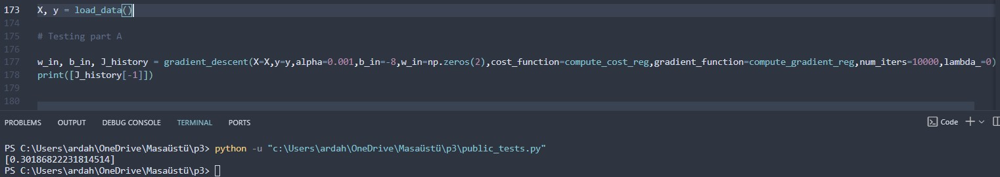 173 X, y = load_data()
174
175 # Testing part A
176
177 w_in, b_in, J_history = gradient_descent(X=X,y=y,alpha=0.001,b_in=-8,w_in=np.zeros(2),cost_function=compute_cost_reg,gradient_function=compute_gradient_reg,num_iters=10000,lambda_=0)
178 print([J_history[-1]])
179
180
PROBLEMS OUTPUT DEBUG CONSOLE TERMINAL PORTS Code
PS C:\Users\ardah\OneDrive\Masaüstü\p3> python -u "c:\Users\ardah\OneDrive\Masaüstü\p3\public_tests.py"
[0.30186822231814514]
PS C:\Users\ardah\OneDrive\Masaüstü\p3>